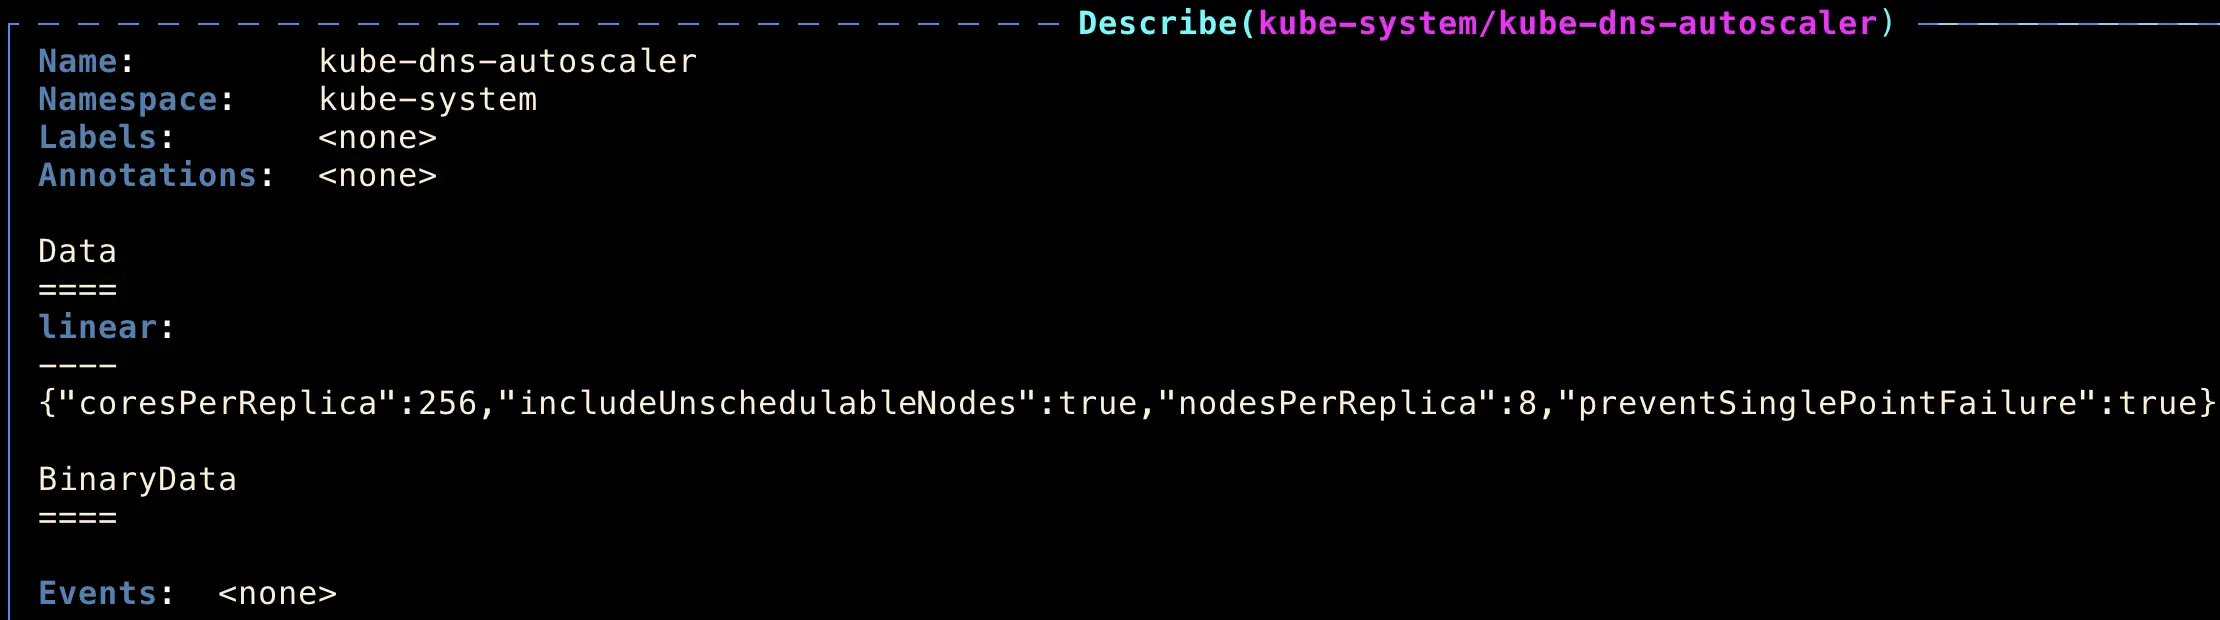 Describe(kube-system/kube-dns-autoscaler)
Name: kube-dns-autoscaler
Namespace: kube-system
Labels: <none>
Annotations: <none>
Data
====
linear:
----
{"coresPerReplica":256,"includeUnschedulableNodes":true,"nodesPerReplica":8,"preventSinglePointFailure":true}
BinaryData
====
Events: <none>